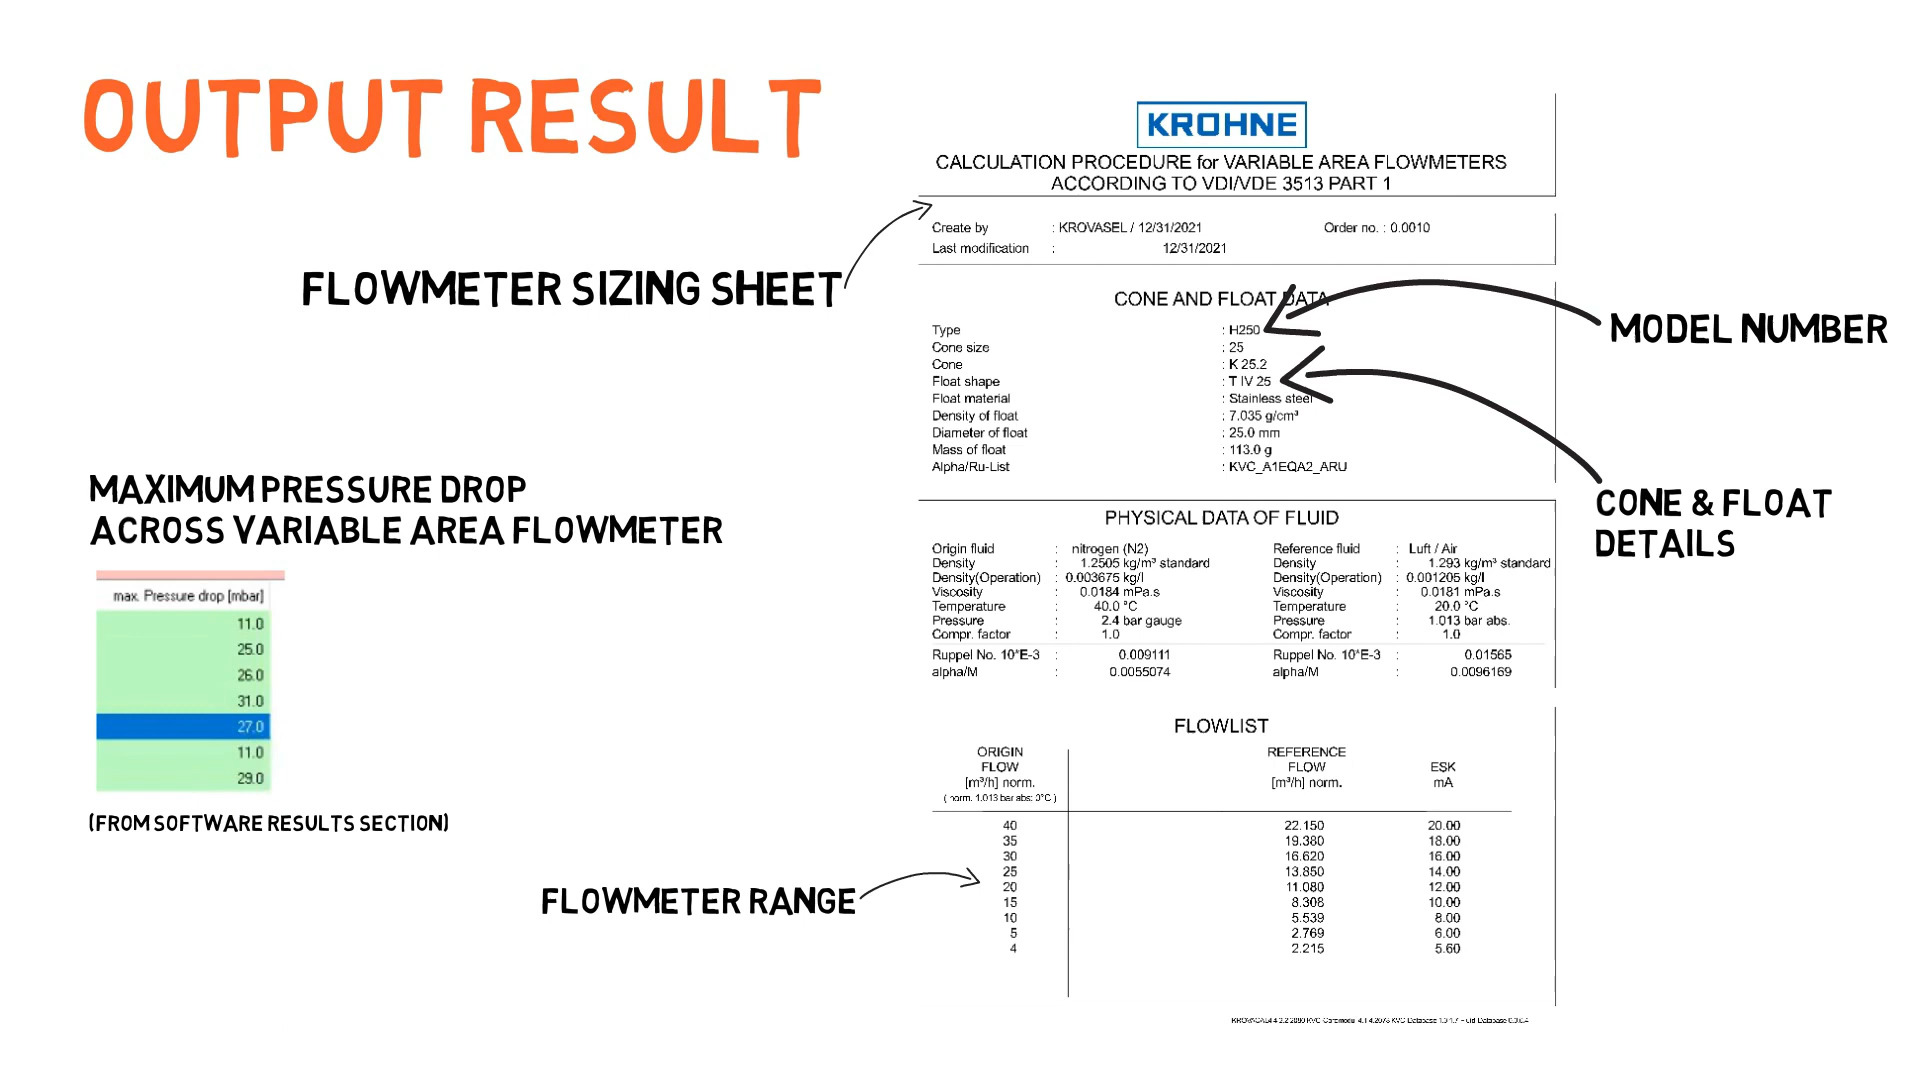 OUTPUT RESULT
FLOWMETER SIZING SHEET
MAXIMUM PRESSURE DROP
ACROSS VARIABLE AREA FLOWMETER
max. Pressure drop [mbar]
11.0
25.0
26.0
31.0
27.0
11.0
29.0
(FROM SOFTWARE RESULTS SECTION)
FLOWMETER RANGE
KROHNE
CALCULATION PROCEDURE for VARIABLE AREA FLOWMETERS
ACCORDING TO VDI/VDE 3513 PART 1
Create by : KROVASEL / 12/31/2021 Order no. : 0.0010
Last modification : 12/31/2021
CONE AND FLOAT DATA
Type : H250
Cone size : 25
Cone : K 25.2
Float shape : T IV 25
Float material : Stainless steel
Density of float : 7.035 g/cm³
Diameter of float : 25.0 mm
Mass of float : 113.0 g
Alpha/Ru-List : KVC_A1EQA2_ARU
MODEL NUMBER
CONE & FLOAT
DETAILS
PHYSICAL DATA OF FLUID
Origin fluid : nitrogen (N2) Reference fluid : Luft / Air
Density : 1.2505 kg/m³ standard Density : 1.293 kg/m³ standard
Density(Operation) : 0.003675 kg/l Density(Operation) : 0.001205 kg/l
Viscosity : 0.0184 mPa.s Viscosity : 0.0181 mPa.s
Temperature : 40.0 °C Temperature : 20.0 °C
Pressure : 2.4 bar gauge Pressure : 1.013 bar abs.
Compr. factor : 1.0 Compr. factor : 1.0
Ruppel No. 10*E-3 : 0.009111 Ruppel No. 10*E-3 : 0.01565
alpha/M : 0.0055074 alpha/M : 0.0096169
FLOWLIST
ORIGIN REFERENCE
FLOW FLOW ESK
[m³/h] norm. [m³/h] norm. mA
( norm. 1.013 bar abs: 0°C )
40 22.150 20.00
35 19.380 18.00
30 16.620 16.00
25 13.850 14.00
20 11.080 12.00
15 8.308 10.00
10 5.539 8.00
5 2.769 6.00
4 2.215 5.60